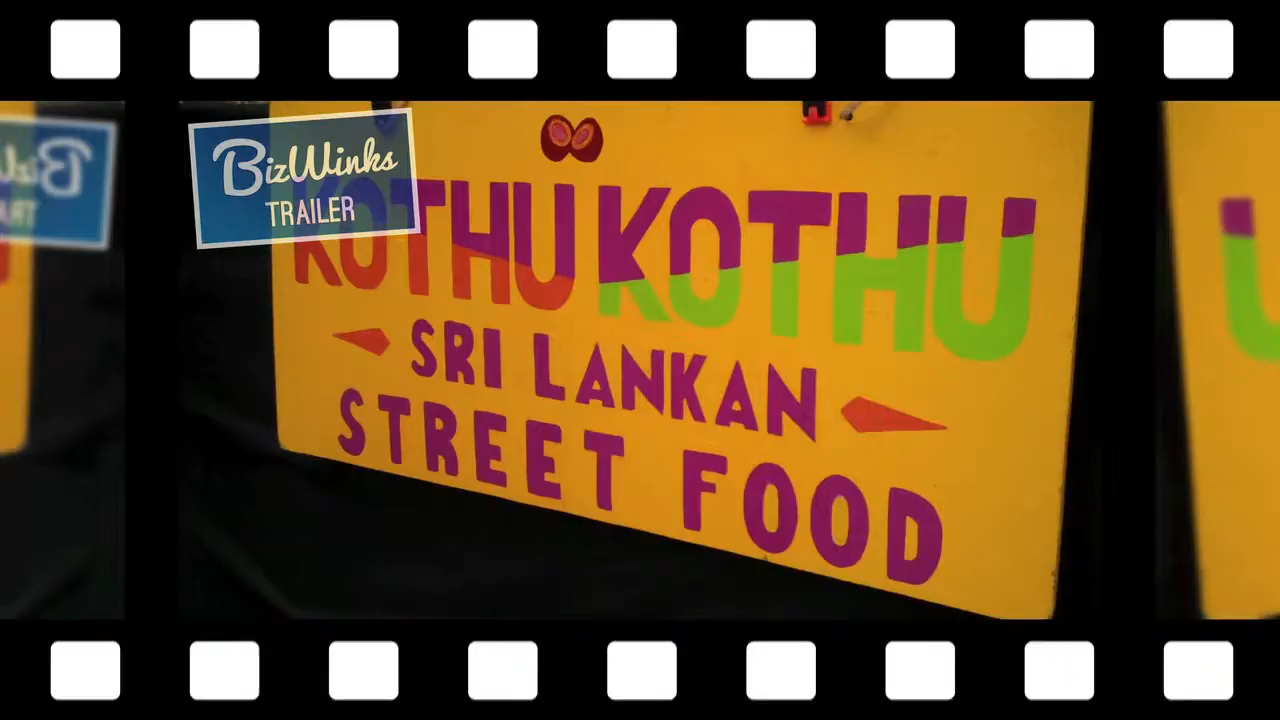 BizWinks
TRAILER
KOTHU KOTHU
SRI LANKAN
STREET FOOD